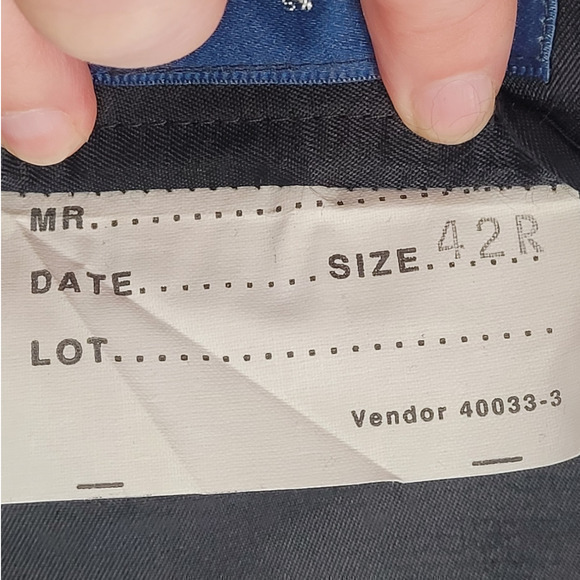 MR..............................
DATE..........SIZE.42R......
LOT..............................
Vendor 40033-3